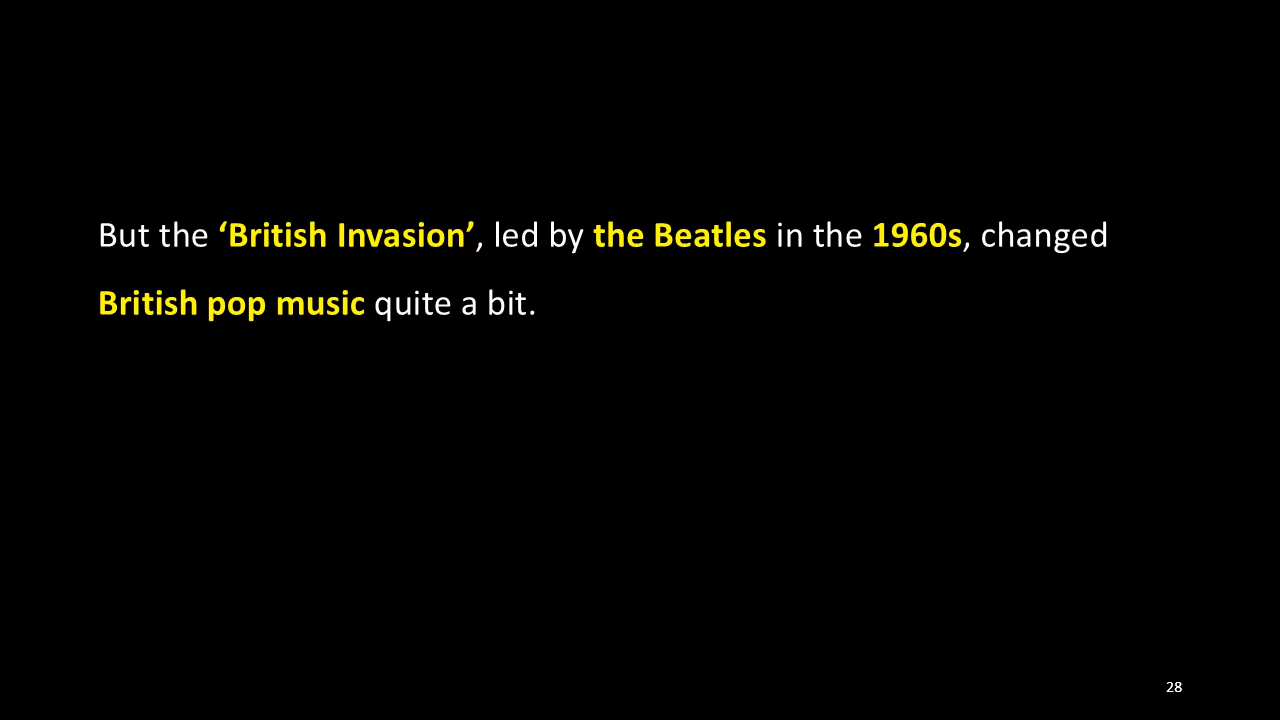 But the ‘British Invasion’, led by the Beatles in the 1960s, changed
British pop music quite a bit.
28